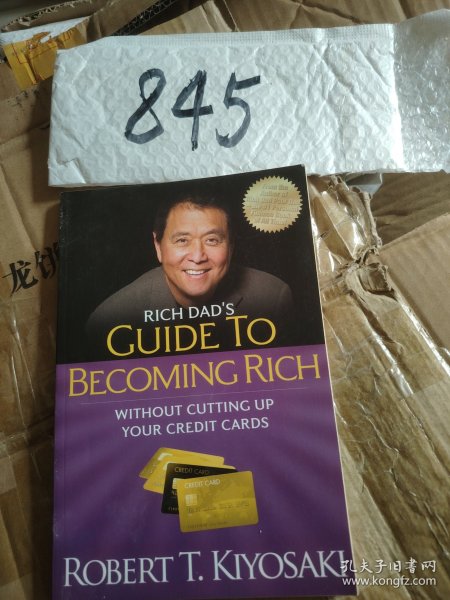 845
RICH DAD'S
GUIDE TO
BECOMING RICH
WITHOUT CUTTING UP
YOUR CREDIT CARDS
CREDIT CARD
CREDIT CARD
ROBERT T. KIYOSAKI
孔夫子旧书网
www.kongfz.com